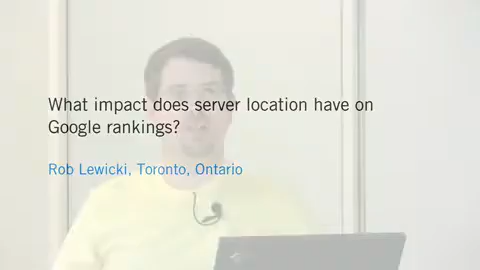 What impact does server location have on
Google rankings?
Rob Lewicki, Toronto, Ontario